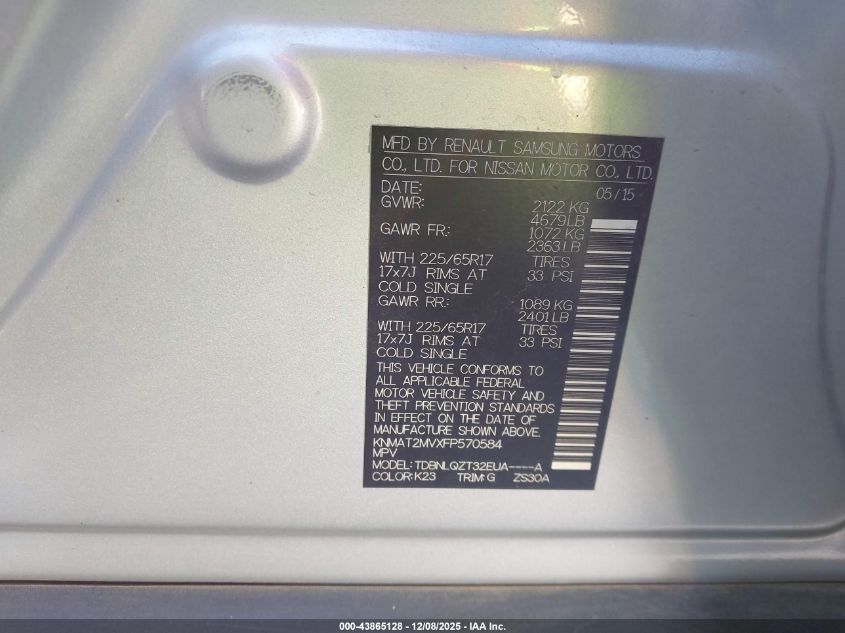 MFD BY RENAULT SAMSUNG MOTORS
CO., LTD. FOR NISSAN MOTOR CO., LTD.
DATE: 05/15
GVWR: 2122 KG
4679LB
GAWR FR.: 1072 KG
2363LB
WITH 225/65R17 TIRES
17x7J RIMS AT 33 PSI
COLD SINGLE
GAWR RR.: 1089 KG
2401LB
WITH 225/65R17 TIRES
17x7J RIMS AT 33 PSI
COLD SINGLE
THIS VEHICLE CONFORMS TO
ALL APPLICABLE FEDERAL
MOTOR VEHICLE SAFETY AND
THEFT PREVENTION STANDARDS
IN EFFECT ON THE DATE OF
MANUFACTURE SHOWN ABOVE.
KNMAT2MVXFP570584
MPV
MODEL: TDBNLQZT32EUA----A
COLOR:K23 TRIM:G ZS30A
000-43865128 - 12/08/2025 - IAA Inc.